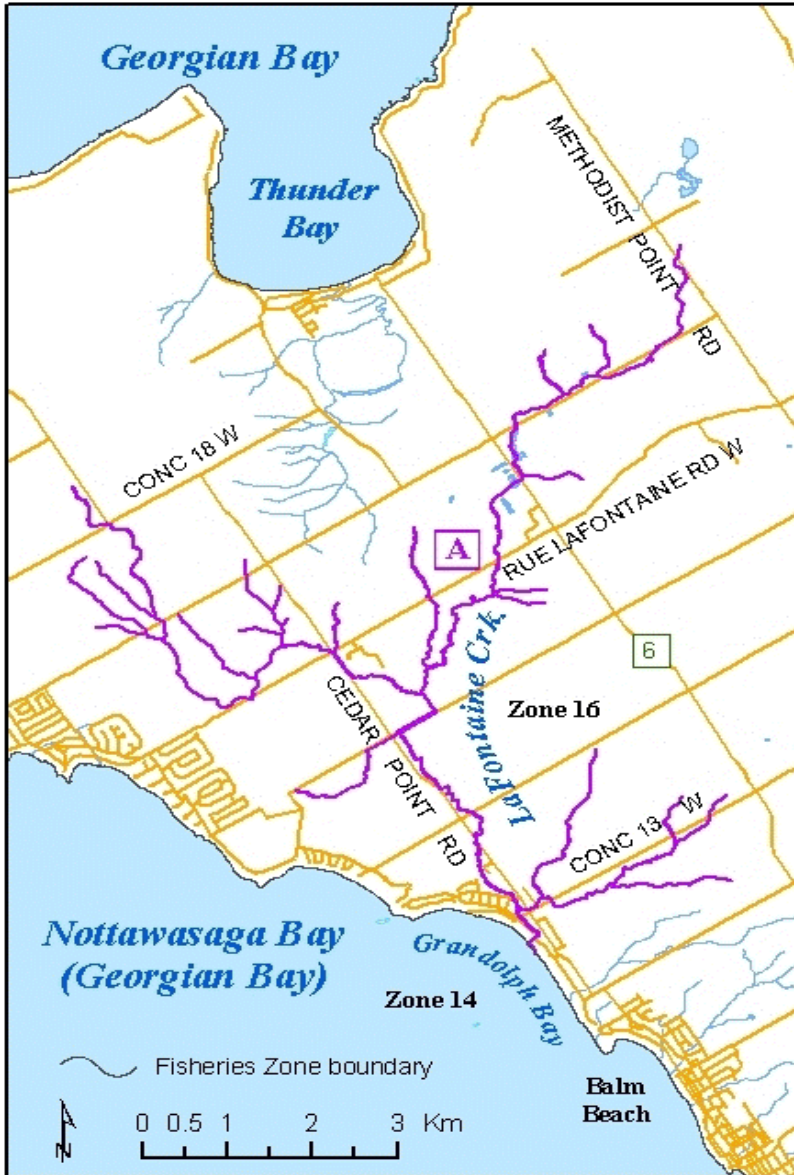 Georgian Bay
Thunder
Bay
METHODIST POINT RD
CONC 18 W
A
RUE LAFONTAINE RD W
6
LaFontaine Crk
Zone 16
CEDAR POINT RD
CONC 13 W
Nottawasaga Bay
(Georgian Bay)
Grandolph Bay
Zone 14
Fisheries Zone boundary
Balm
Beach
0 0.5 1 2 3 Km
N